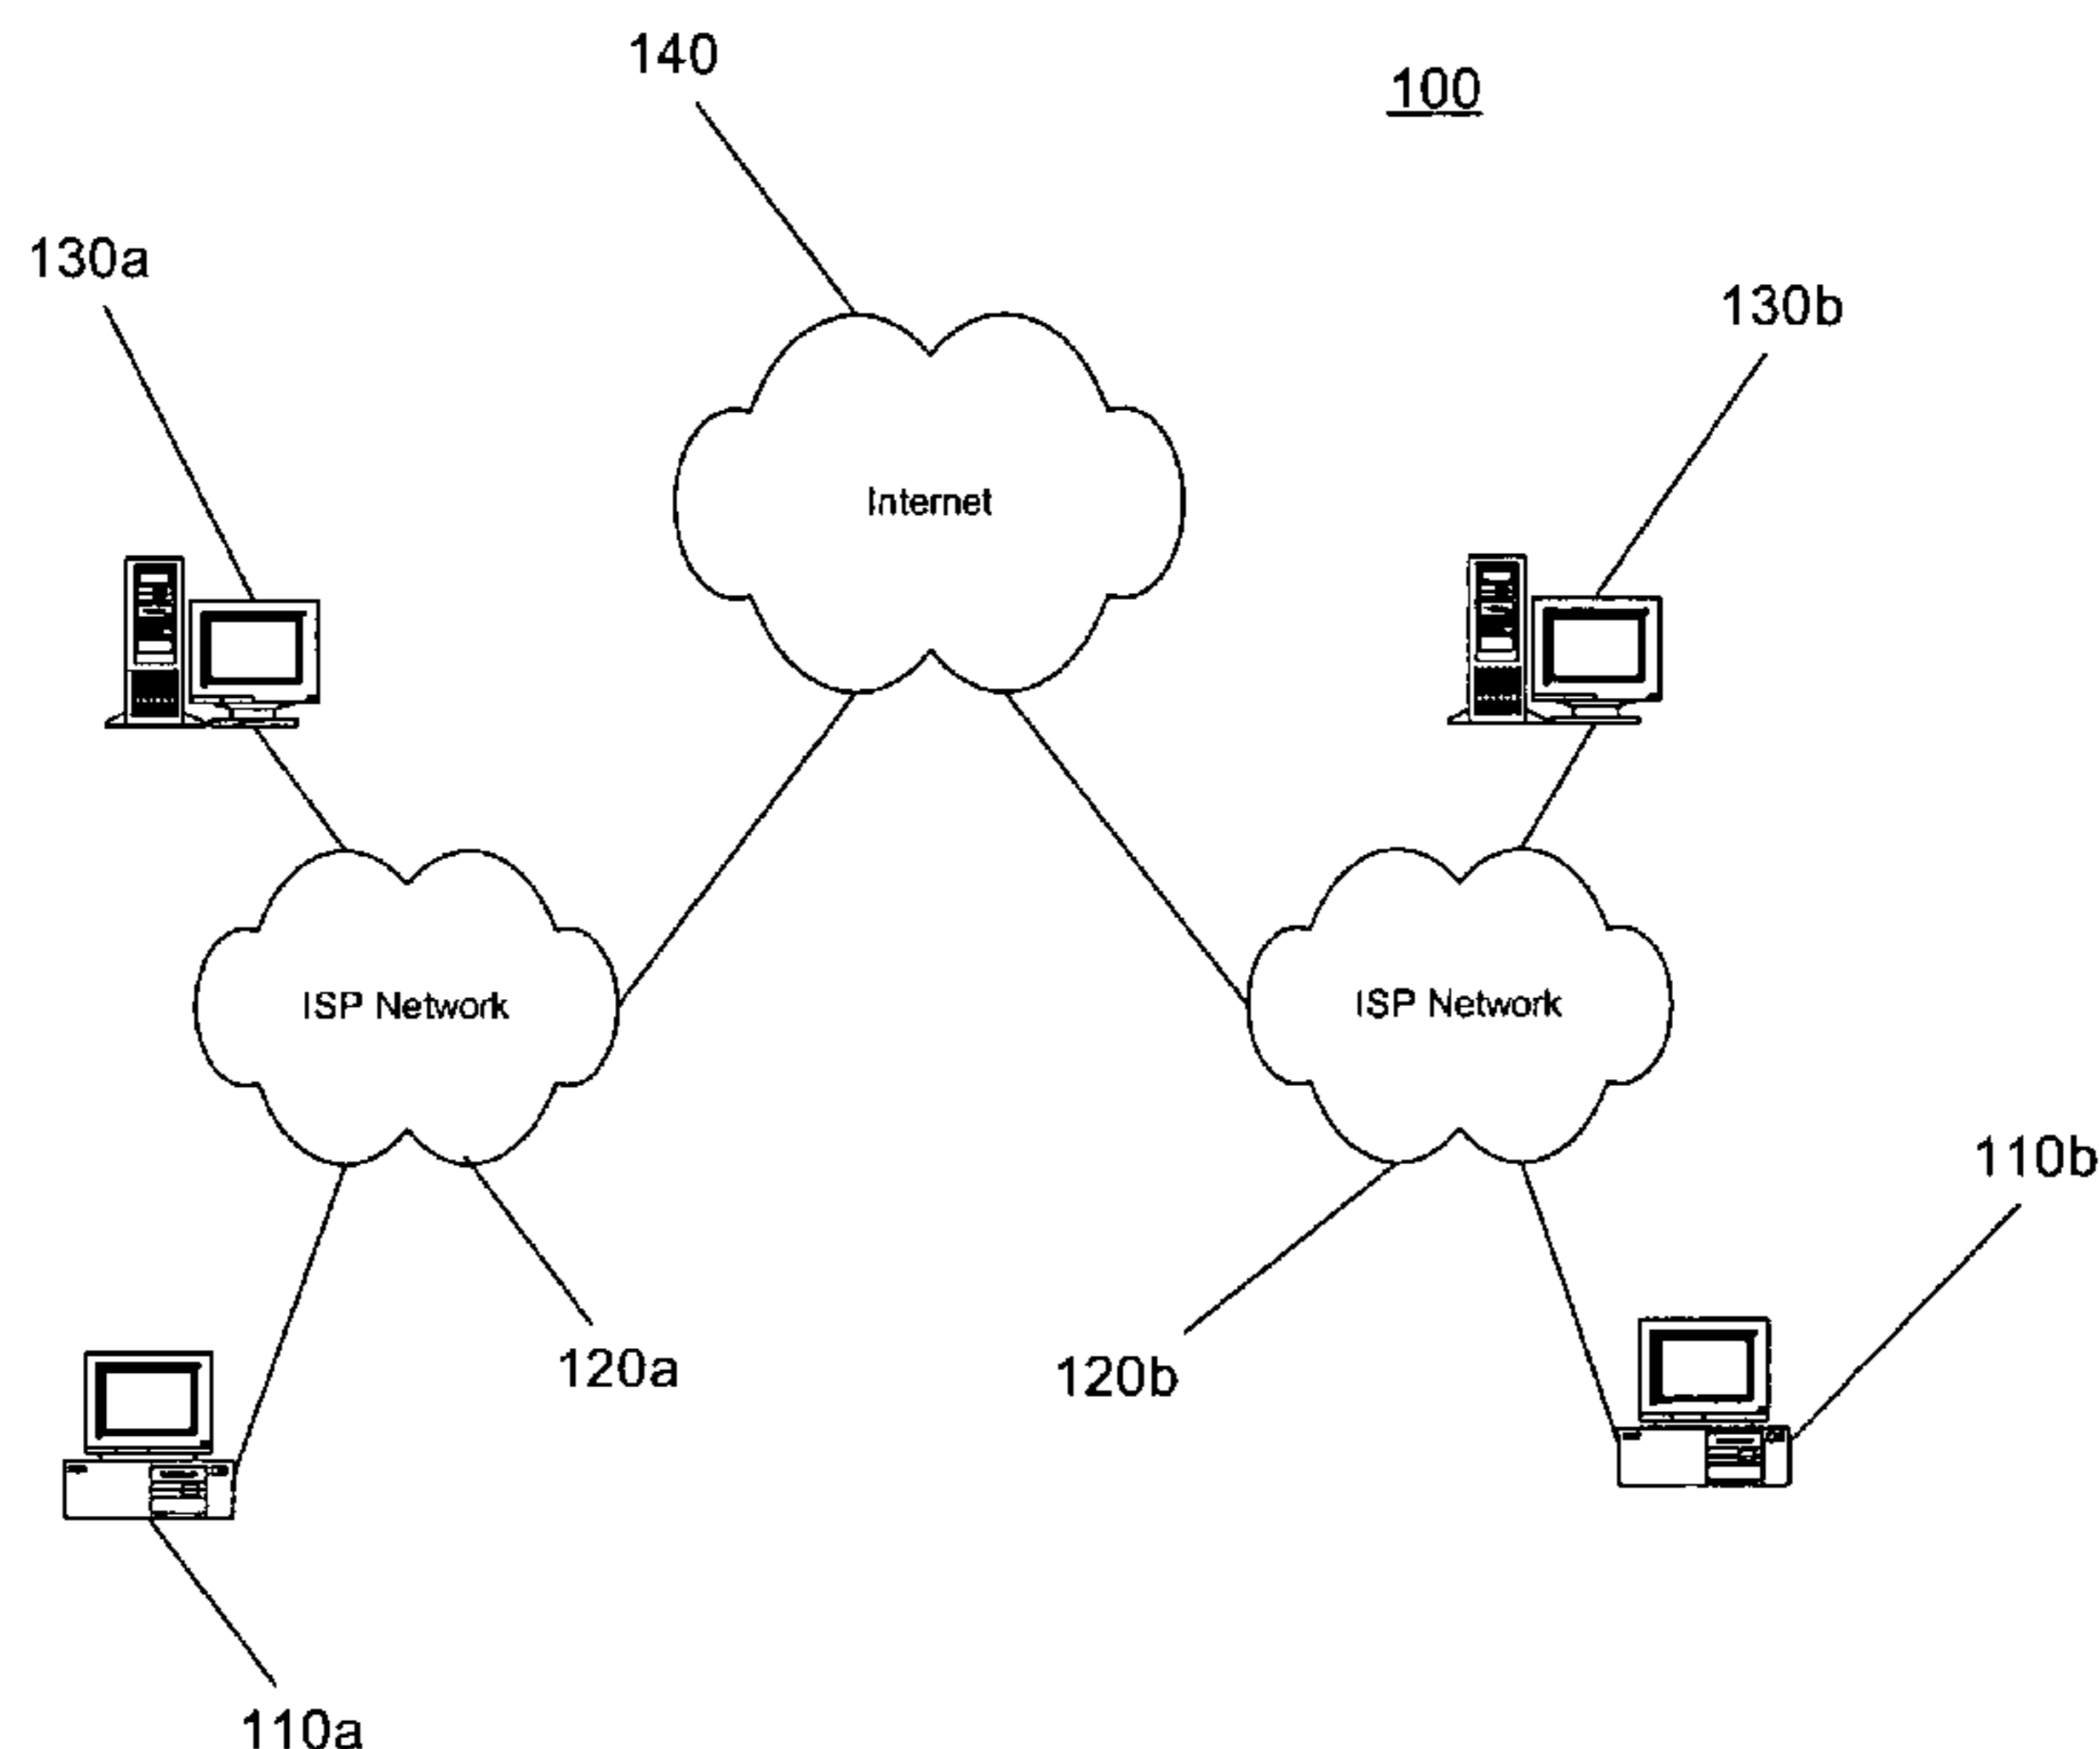 140
100
130a
130b
Internet
ISP Network
ISP Network
110b
120a
120b
110a